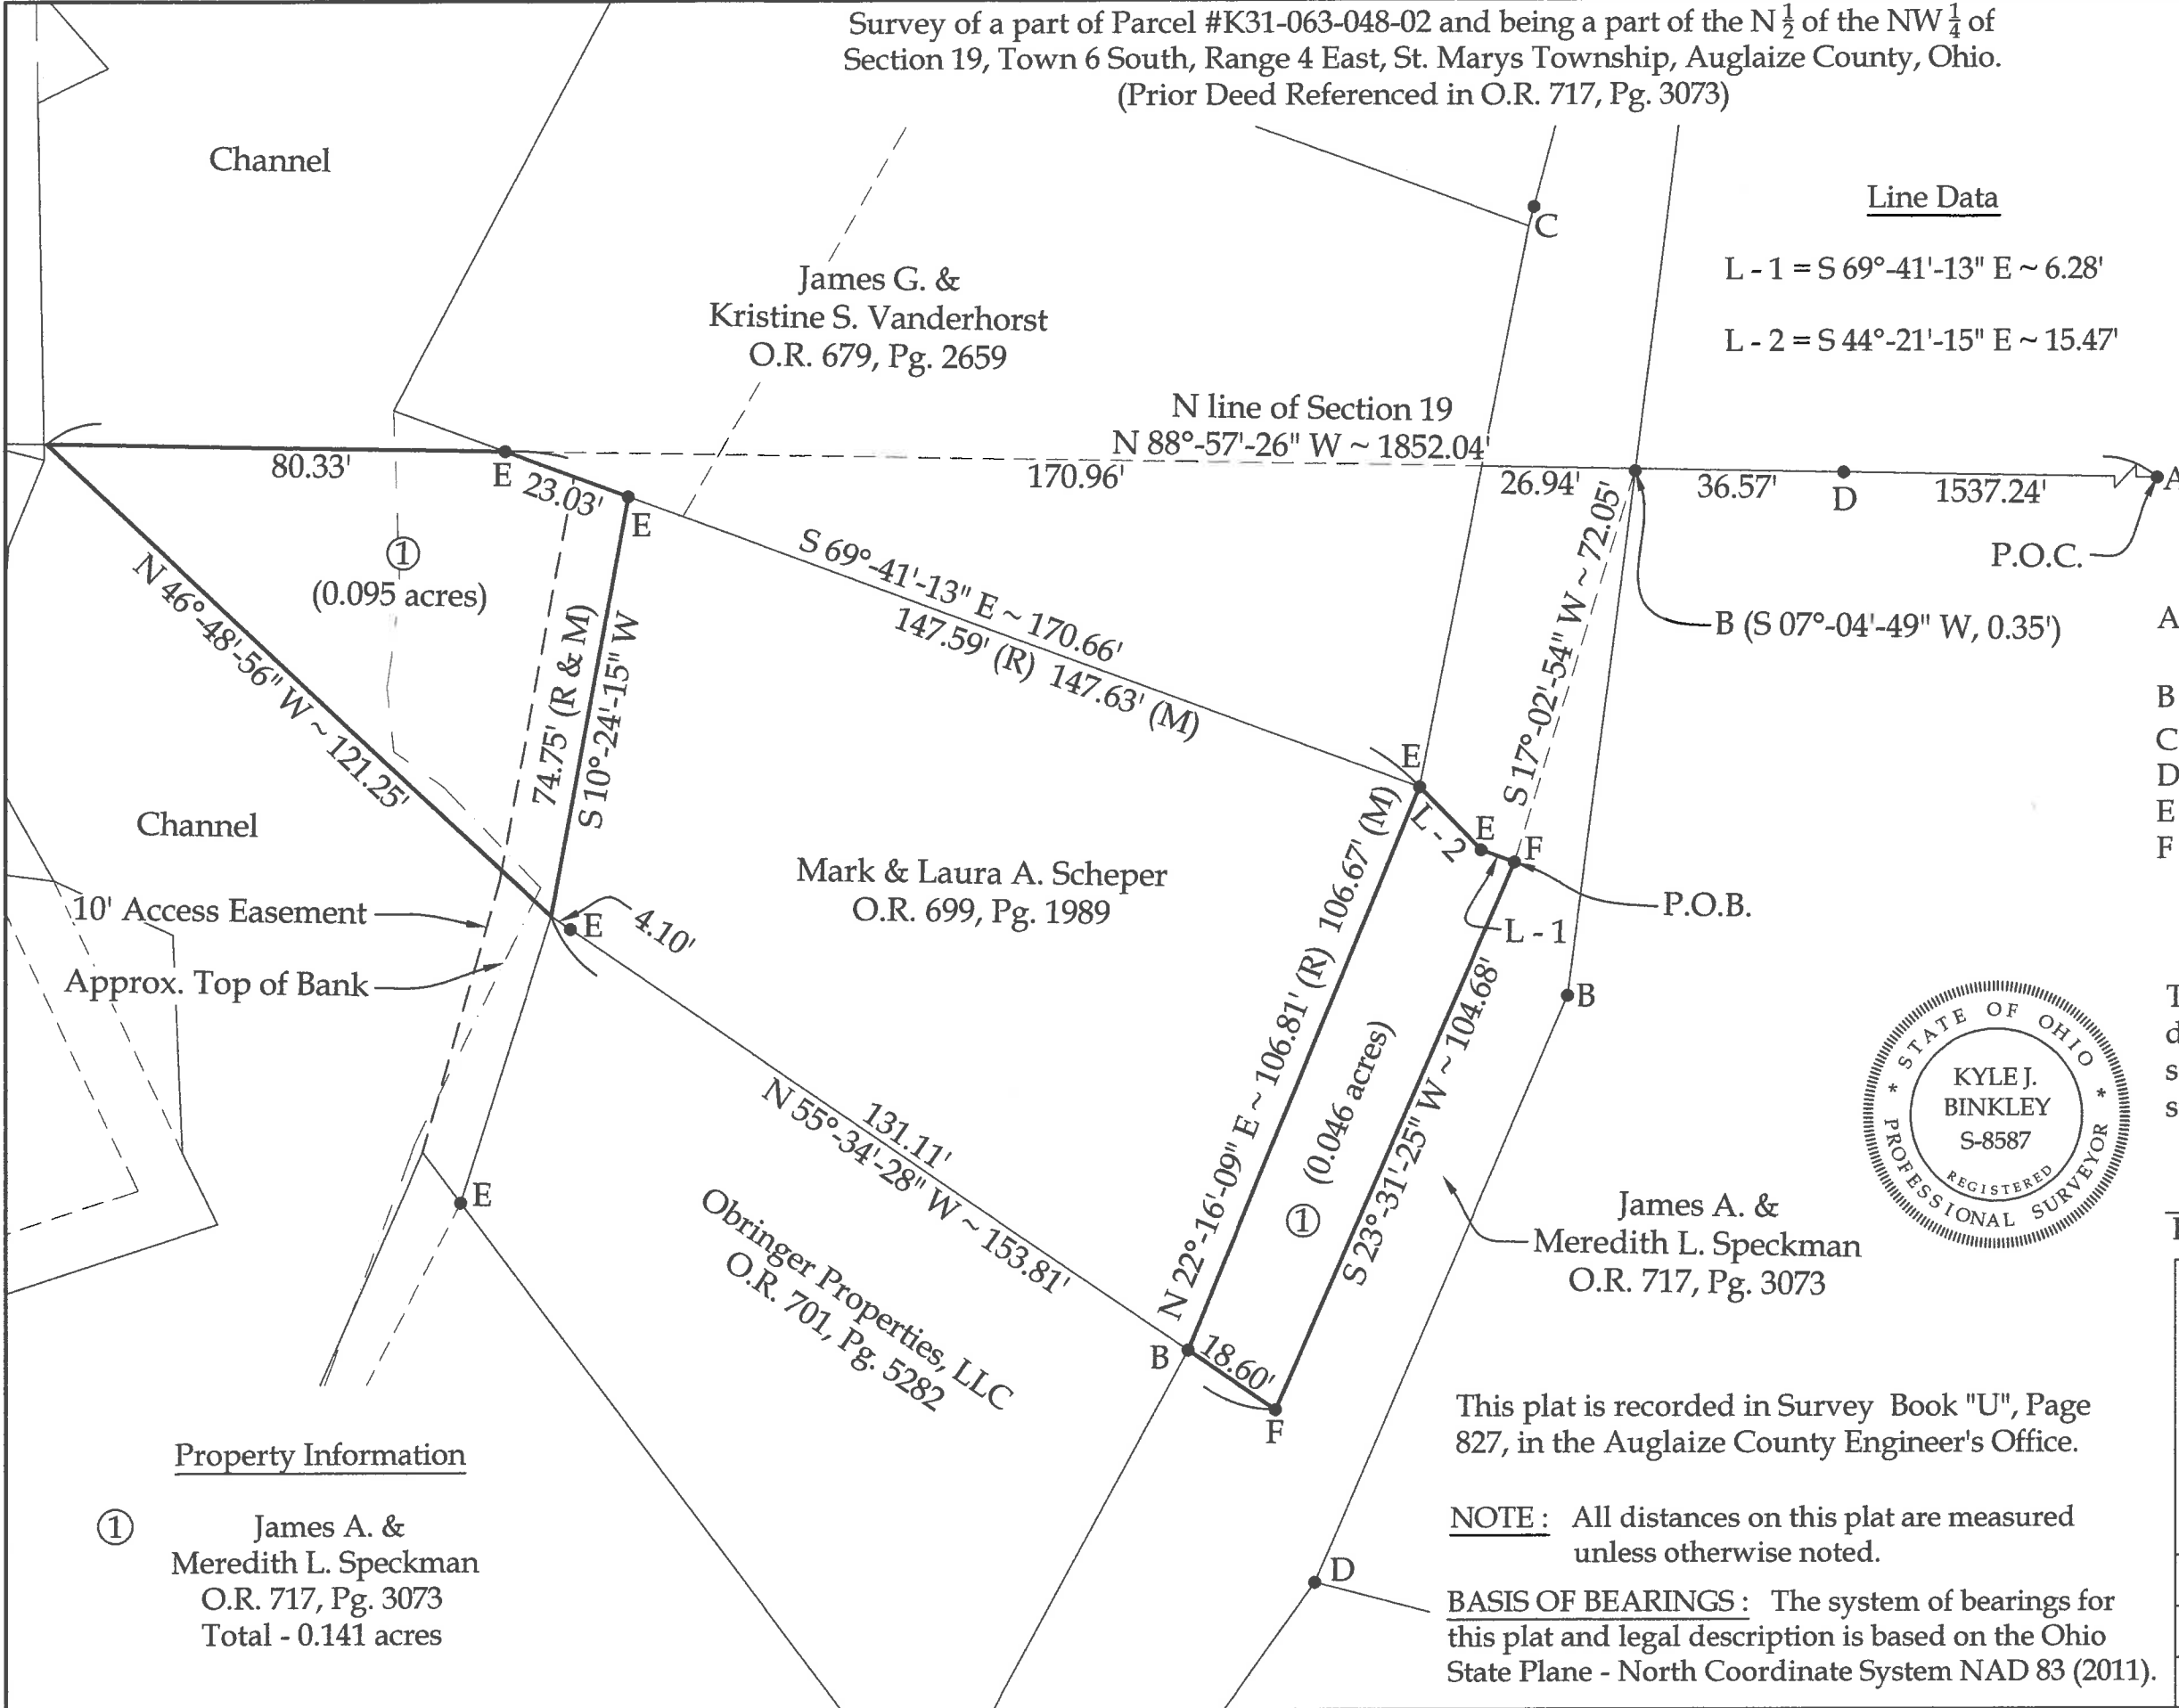 Survey of a part of Parcel #K31-063-048-02 and being a part of the N ½ of the NW ¼ of
Section 19, Town 6 South, Range 4 East, St. Marys Township, Auglaize County, Ohio.
(Prior Deed Referenced in O.R. 717, Pg. 3073)
Channel
C
Line Data
L - 1 = S 69°-41'-13" E ~ 6.28'
L - 2 = S 44°-21'-15" E ~ 15.47'
James G. &
Kristine S. Vanderhorst
O.R. 679, Pg. 2659
N line of Section 19
N 88°-57'-26" W ~ 1852.04'
80.33'
E
23.03'
E
170.96'
26.94'
36.57'
D
1537.24'
A
P.O.C.
B (S 07°-04'-49" W, 0.35')
①
(0.095 acres)
N 46°-48'-56" W ~ 121.25'
74.75' (R & M)
S 10°-24'-15" W
S 69°-41'-13" E ~ 170.66'
147.59' (R) 147.63' (M)
S 17°-02'-54" W ~ 72.05'
A
B
C
D
E
F
E
L - 2
E
F
P.O.B.
L - 1
Channel
10' Access Easement
Approx. Top of Bank
E
4.10'
Mark & Laura A. Scheper
O.R. 699, Pg. 1989
N 22°-16'-09" E ~ 106.81' (R) 106.67' (M)
①
(0.046 acres)
S 23°-31'-25" W ~ 104.68'
B
STATE OF OHIO
KYLE J.
BINKLEY
S-8587
REGISTERED
PROFESSIONAL SURVEYOR
T
d
s
s
E
131.11'
N 55°-34'-28" W ~ 153.81'
Obringer Properties, LLC
O.R. 701, Pg. 5282
B
18.60'
F
James A. &
Meredith L. Speckman
O.R. 717, Pg. 3073
Property Information
①
James A. &
Meredith L. Speckman
O.R. 717, Pg. 3073
Total - 0.141 acres
This plat is recorded in Survey Book "U", Page
827, in the Auglaize County Engineer's Office.
NOTE : All distances on this plat are measured
unless otherwise noted.
D
BASIS OF BEARINGS : The system of bearings for
this plat and legal description is based on the Ohio
State Plane - North Coordinate System NAD 83 (2011).